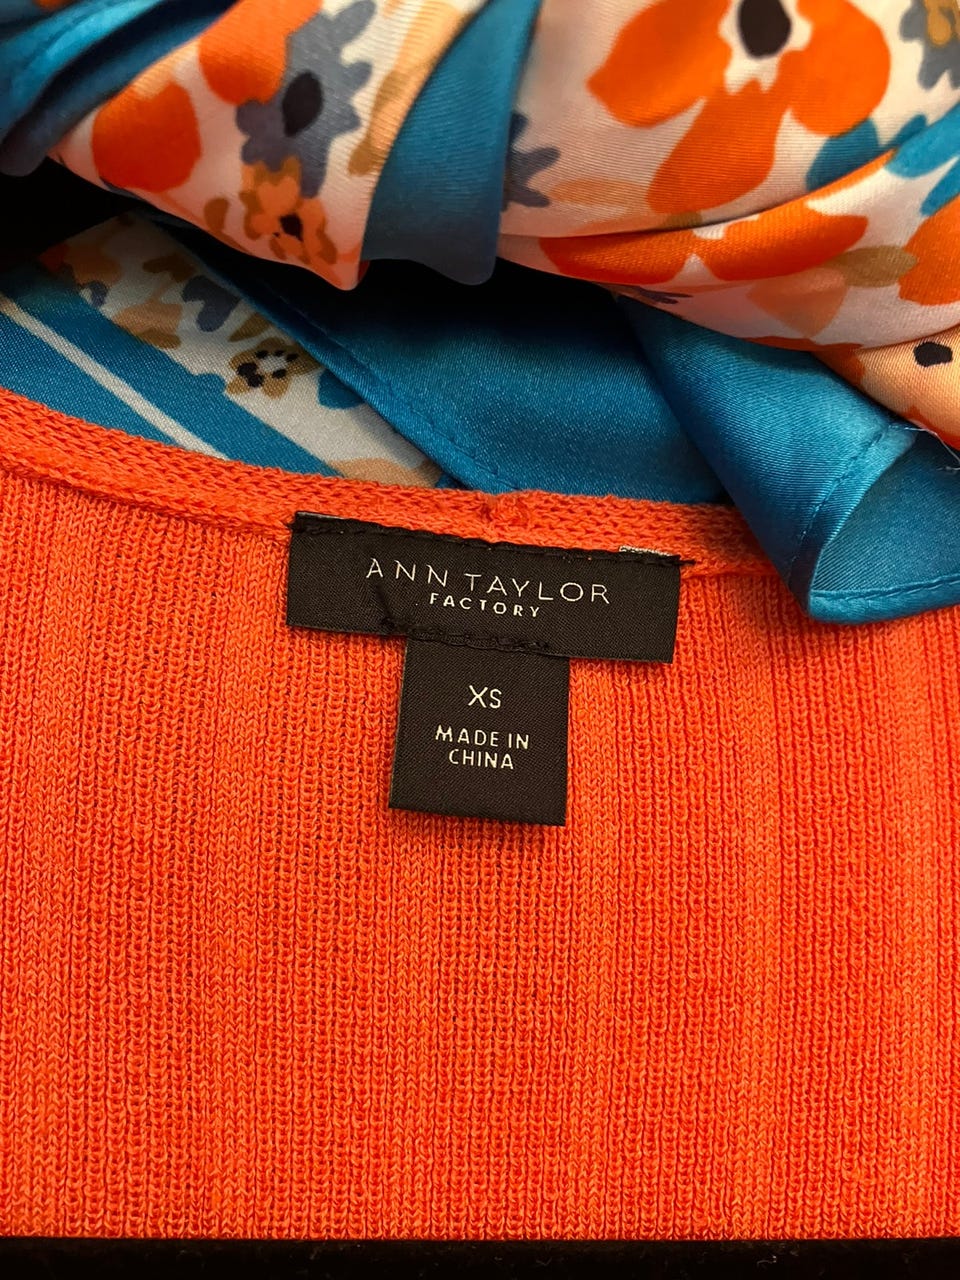 ANN TAYLOR
FACTORY
XS
MADE IN
CHINA